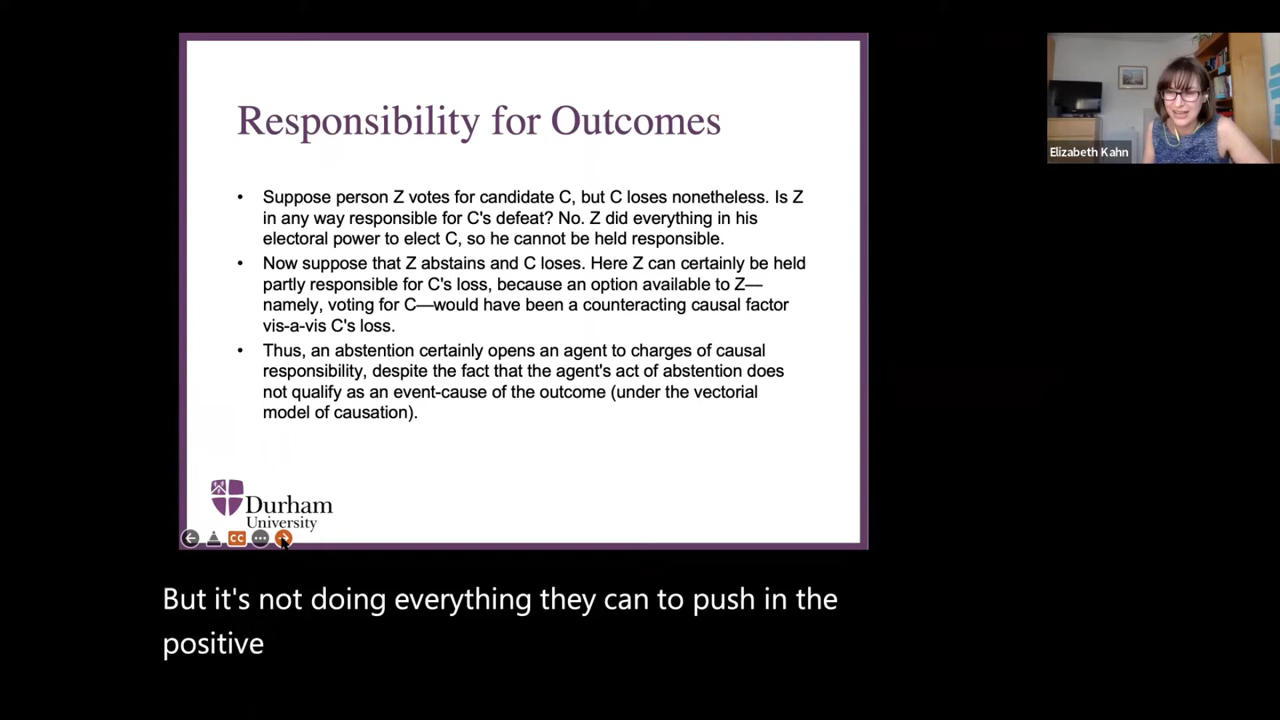 Responsibility for Outcomes
Elizabeth Kahn
• Suppose person Z votes for candidate C, but C loses nonetheless. Is Z
in any way responsible for C's defeat? No. Z did everything in his
electoral power to elect C, so he cannot be held responsible.
• Now suppose that Z abstains and C loses. Here Z can certainly be held
partly responsible for C's loss, because an option available to Z—
namely, voting for C—would have been a counteracting causal factor
vis-a-vis C's loss.
• Thus, an abstention certainly opens an agent to charges of causal
responsibility, despite the fact that the agent's act of abstention does
not qualify as an event-cause of the outcome (under the vectorial
model of causation).
Durham
University
CC
But it's not doing everything they can to push in the
positive